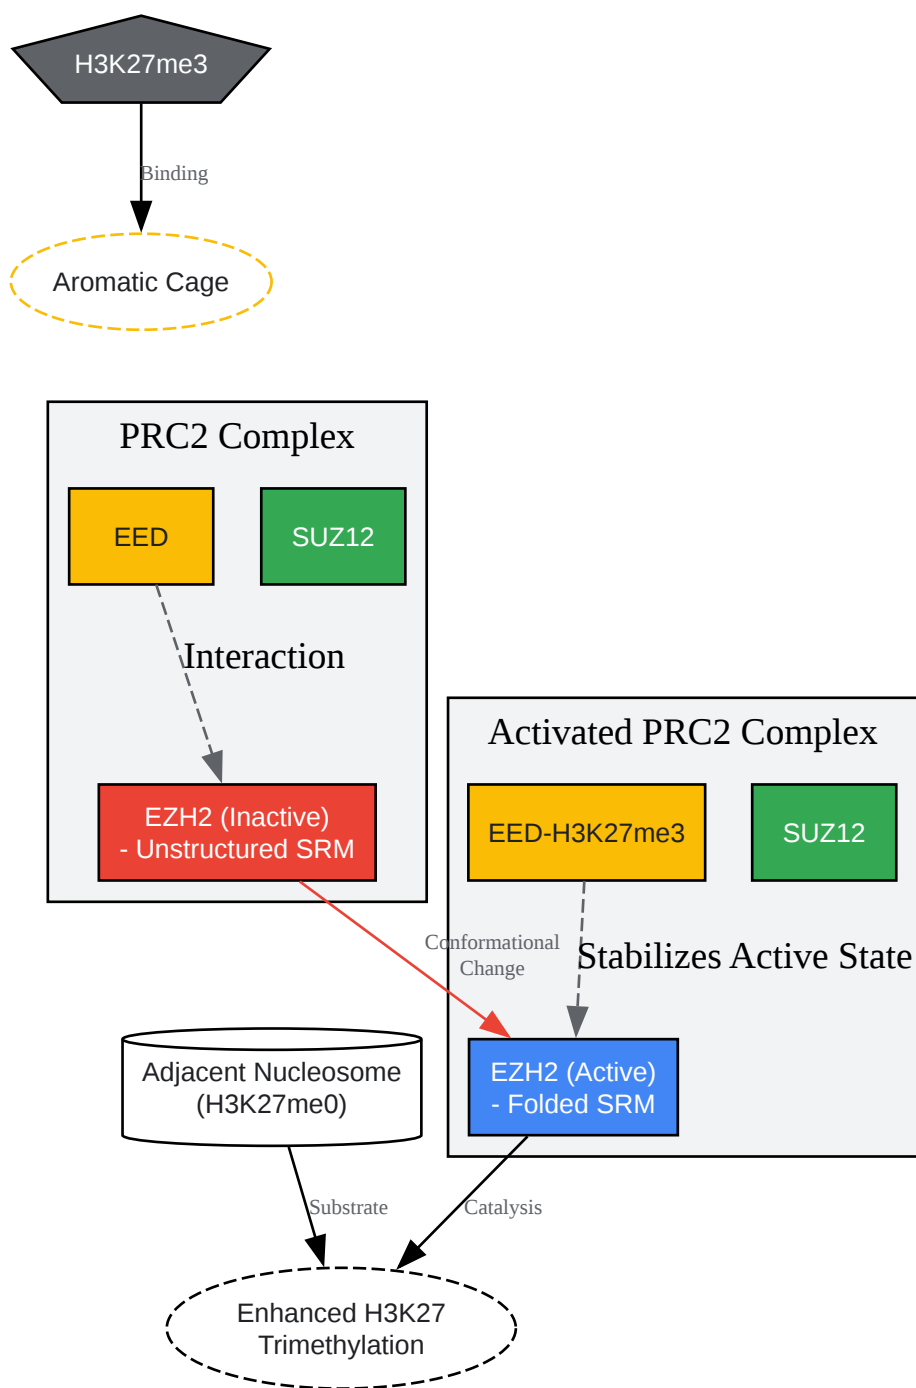 H3K27me3
Binding
Aromatic Cage
PRC2 Complex
EED
SUZ12
Interaction
EZH2 (Inactive)
- Unstructured SRM
Activated PRC2 Complex
EED-H3K27me3
SUZ12
Conformational
Change
Stabilizes Active State
Adjacent Nucleosome
(H3K27me0)
EZH2 (Active)
- Folded SRM
Substrate
Catalysis
Enhanced H3K27
Trimethylation